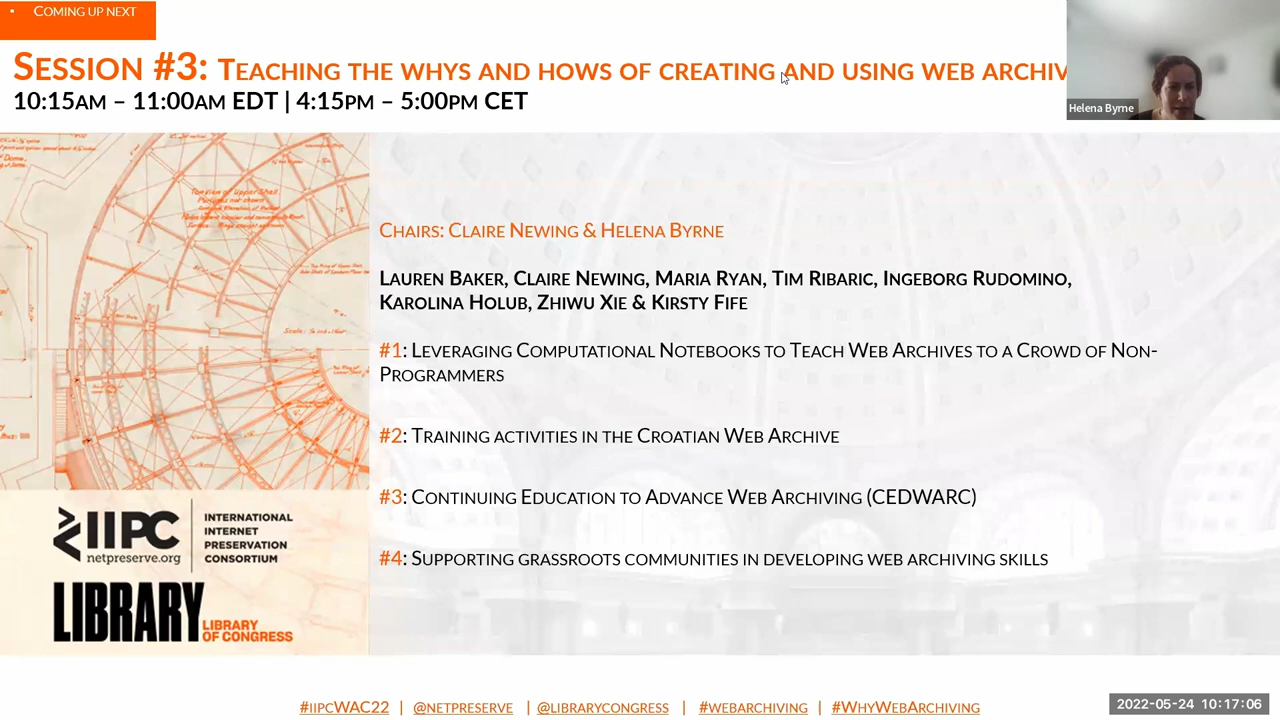 • Coming up next
Session #3: Teaching the whys and hows of creating and using web archiv
10:15am – 11:00am EDT | 4:15pm – 5:00pm CET
Helena Byrne
Chairs: Claire Newing & Helena Byrne
Lauren Baker, Claire Newing, Maria Ryan, Tim Ribaric, Ingeborg Rudomino,
Karolina Holub, Zhiwu Xie & Kirsty Fife
#1: Leveraging Computational Notebooks to Teach Web Archives to a Crowd of Non-
Programmers
#2: Training activities in the Croatian Web Archive
#3: Continuing Education to Advance Web Archiving (CEDWARC)
#4: Supporting grassroots communities in developing web archiving skills
Top View of Upper Shell
IIPC
netpreserve.org
INTERNATIONAL
INTERNET
PRESERVATION
CONSORTIUM
LIBRARY
LIBRARY
OF CONGRESS
#iipcWAC22 | @netpreserve | @librarycongress | #webarchiving | #WhyWebArchiving
2022-05-24 10:17:06